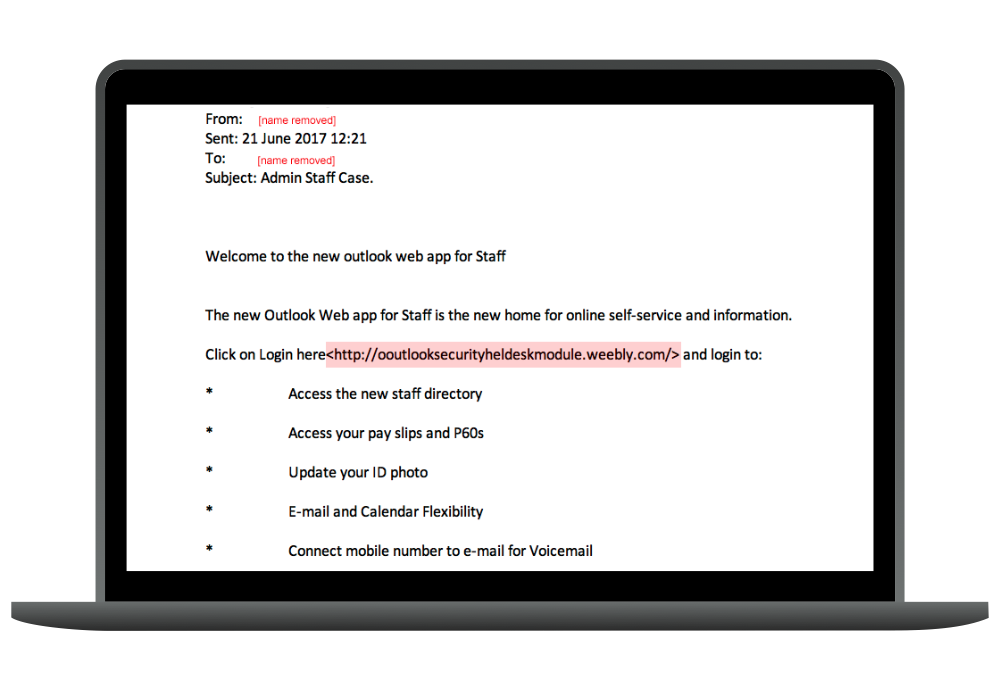 From: [name removed]
Sent: 21 June 2017 12:21
To: [name removed]
Subject: Admin Staff Case.
Welcome to the new outlook web app for Staff
The new Outlook Web app for Staff is the new home for online self-service and information.
Click on Login here<http://ooutlooksecurityheldeskmodule.weebly.com/> and login to:
* Access the new staff directory
* Access your pay slips and P60s
* Update your ID photo
* E-mail and Calendar Flexibility
* Connect mobile number to e-mail for Voicemail